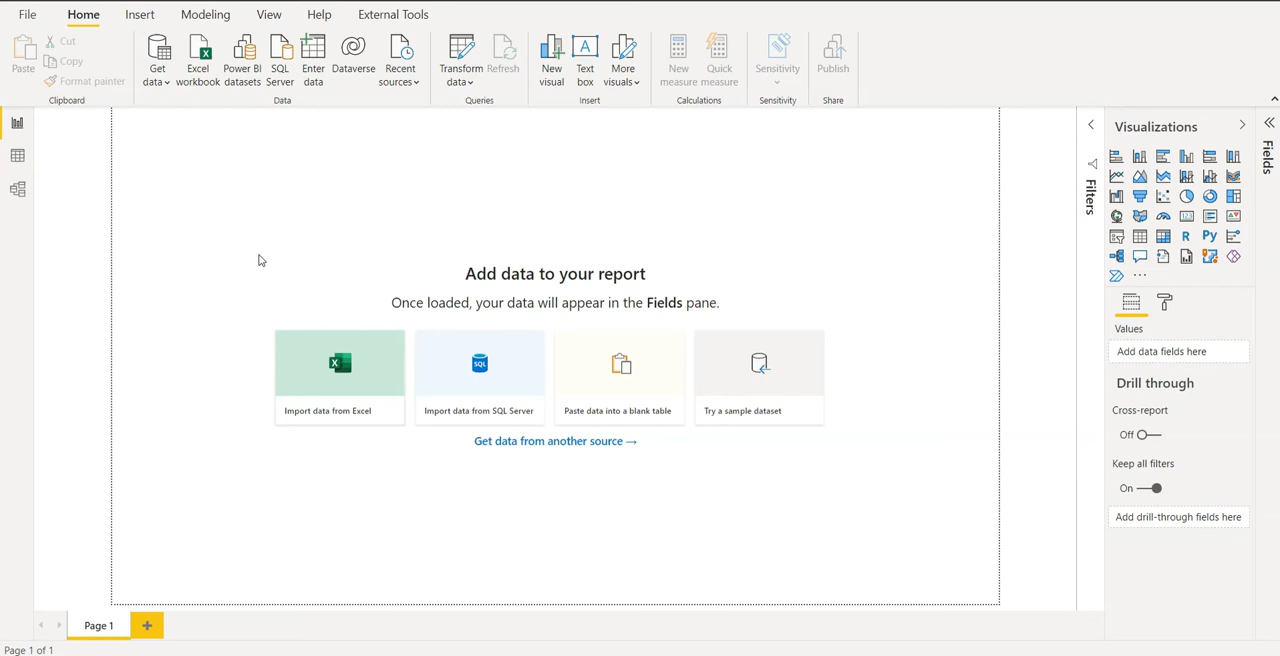 File Home Insert Modeling View Help External Tools
Paste Cut
Copy
Format painter
Clipboard
Get data Excel workbook Power BI datasets SQL Server Enter data Dataverse Recent sources
Data
Transform data Refresh
Queries
New visual Text box More visuals
Insert
New measure Quick measure
Calculations
Sensitivity
Sensitivity
Publish
Share
Add data to your report
Once loaded, your data will appear in the Fields pane.
SQL
Import data from Excel
Import data from SQL Server
Paste data into a blank table
Try a sample dataset
Get data from another source →
Filters
Visualizations
R Py
123
Values
Add data fields here
Drill through
Cross-report
Off
Keep all filters
On
Add drill-through fields here
Fields
Page 1
Page 1 of 1